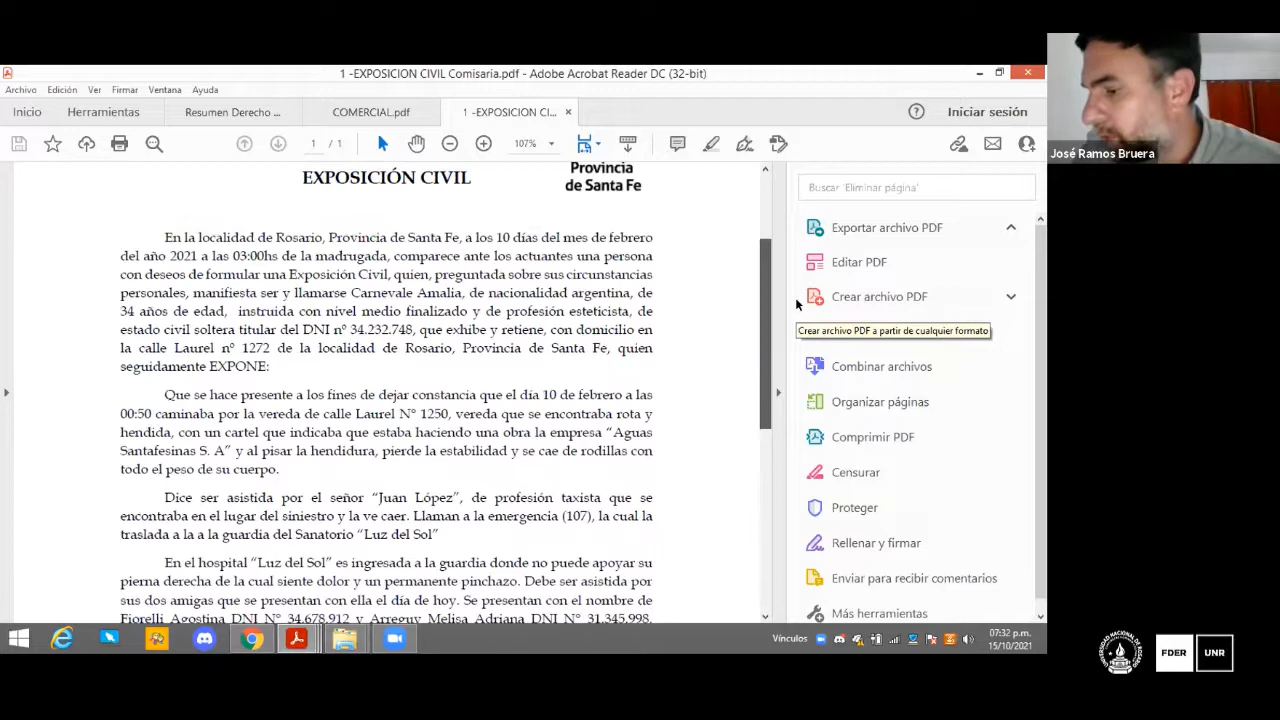 1 -EXPOSICION CIVIL Comisaria.pdf - Adobe Acrobat Reader DC (32-bit)
Archivo Edición Ver Firmar Ventana Ayuda
Inicio Herramientas Resumen Derecho ... COMERCIAL.pdf 1 -EXPOSICION CI... × Iniciar sesión
1 / 1 107%
José Ramos Bruera
Provincia
de Santa Fe
EXPOSICIÓN CIVIL
En la localidad de Rosario, Provincia de Santa Fe, a los 10 días del mes de febrero
del año 2021 a las 03:00hs de la madrugada, comparece ante los actuantes una persona
con deseos de formular una Exposición Civil, quien, preguntada sobre sus circunstancias
personales, manifiesta ser y llamarse Carnevale Amalia, de nacionalidad argentina, de
34 años de edad, instruida con nivel medio finalizado y de profesión esteticista, de
estado civil soltera titular del DNI nº 34.232.748, que exhibe y retiene, con domicilio en
la calle Laurel nº 1272 de la localidad de Rosario, Provincia de Santa Fe, quien
seguidamente EXPONE:
Que se hace presente a los fines de dejar constancia que el día 10 de febrero a las
00:50 caminaba por la vereda de calle Laurel N° 1250, vereda que se encontraba rota y
hendida, con un cartel que indicaba que estaba haciendo una obra la empresa “Aguas
Santafesinas S. A” y al pisar la hendidura, pierde la estabilidad y se cae de rodillas con
todo el peso de su cuerpo.
Dice ser asistida por el señor “Juan López”, de profesión taxista que se
encontraba en el lugar del siniestro y la ve caer. Llaman a la emergencia (107), la cual la
traslada a la a la guardia del Sanatorio “Luz del Sol”
En el hospital “Luz del Sol” es ingresada a la guardia donde no puede apoyar su
pierna derecha de la cual siente dolor y un permanente pinchazo. Debe ser asistida por
sus dos amigas que se presentan con ella el día de hoy. Se presentan con el nombre de
Fiorelli Agostina DNI N° 34.678.912 y Arreguy Melisa Adriana DNI N° 31.345.998,
Buscar 'Eliminar página'
Exportar archivo PDF
Editar PDF
Crear archivo PDF
Crear archivo PDF a partir de cualquier formato
Combinar archivos
Organizar páginas
Comprimir PDF
Censurar
Proteger
Rellenar y firmar
Enviar para recibir comentarios
Más herramientas
Vínculos
07:32 p.m.
15/10/2021
FDER UNR